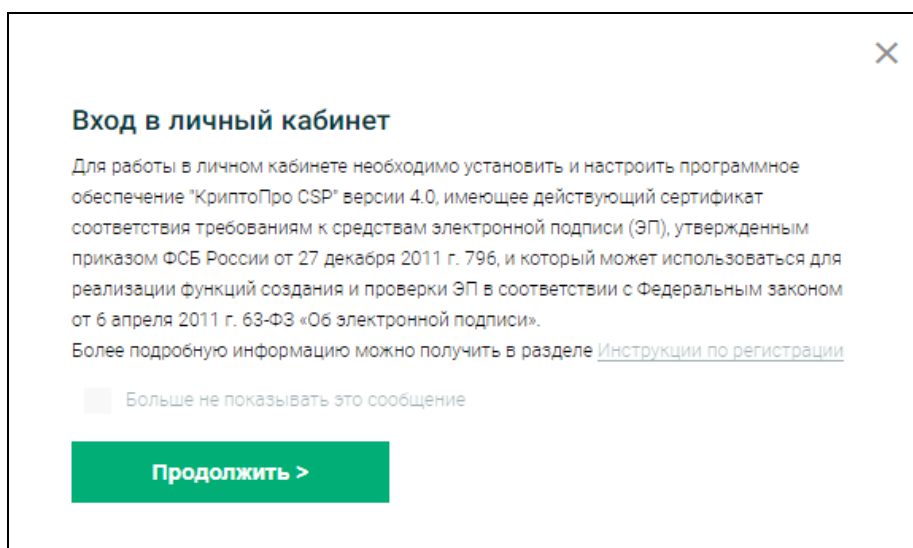 Вход в личный кабинет
Для работы в личном кабинете необходимо установить и настроить программное
обеспечение "КриптоПро CSP" версии 4.0, имеющее действующий сертификат
соответствия требованиям к средствам электронной подписи (ЭП), утвержденным
приказом ФСБ России от 27 декабря 2011 г. 796, и который может использоваться для
реализации функций создания и проверки ЭП в соответствии с Федеральным законом
от 6 апреля 2011 г. 63-ФЗ «Об электронной подписи».
Более подробную информацию можно получить в разделе Инструкции по регистрации
Больше не показывать это сообщение
Продолжить >